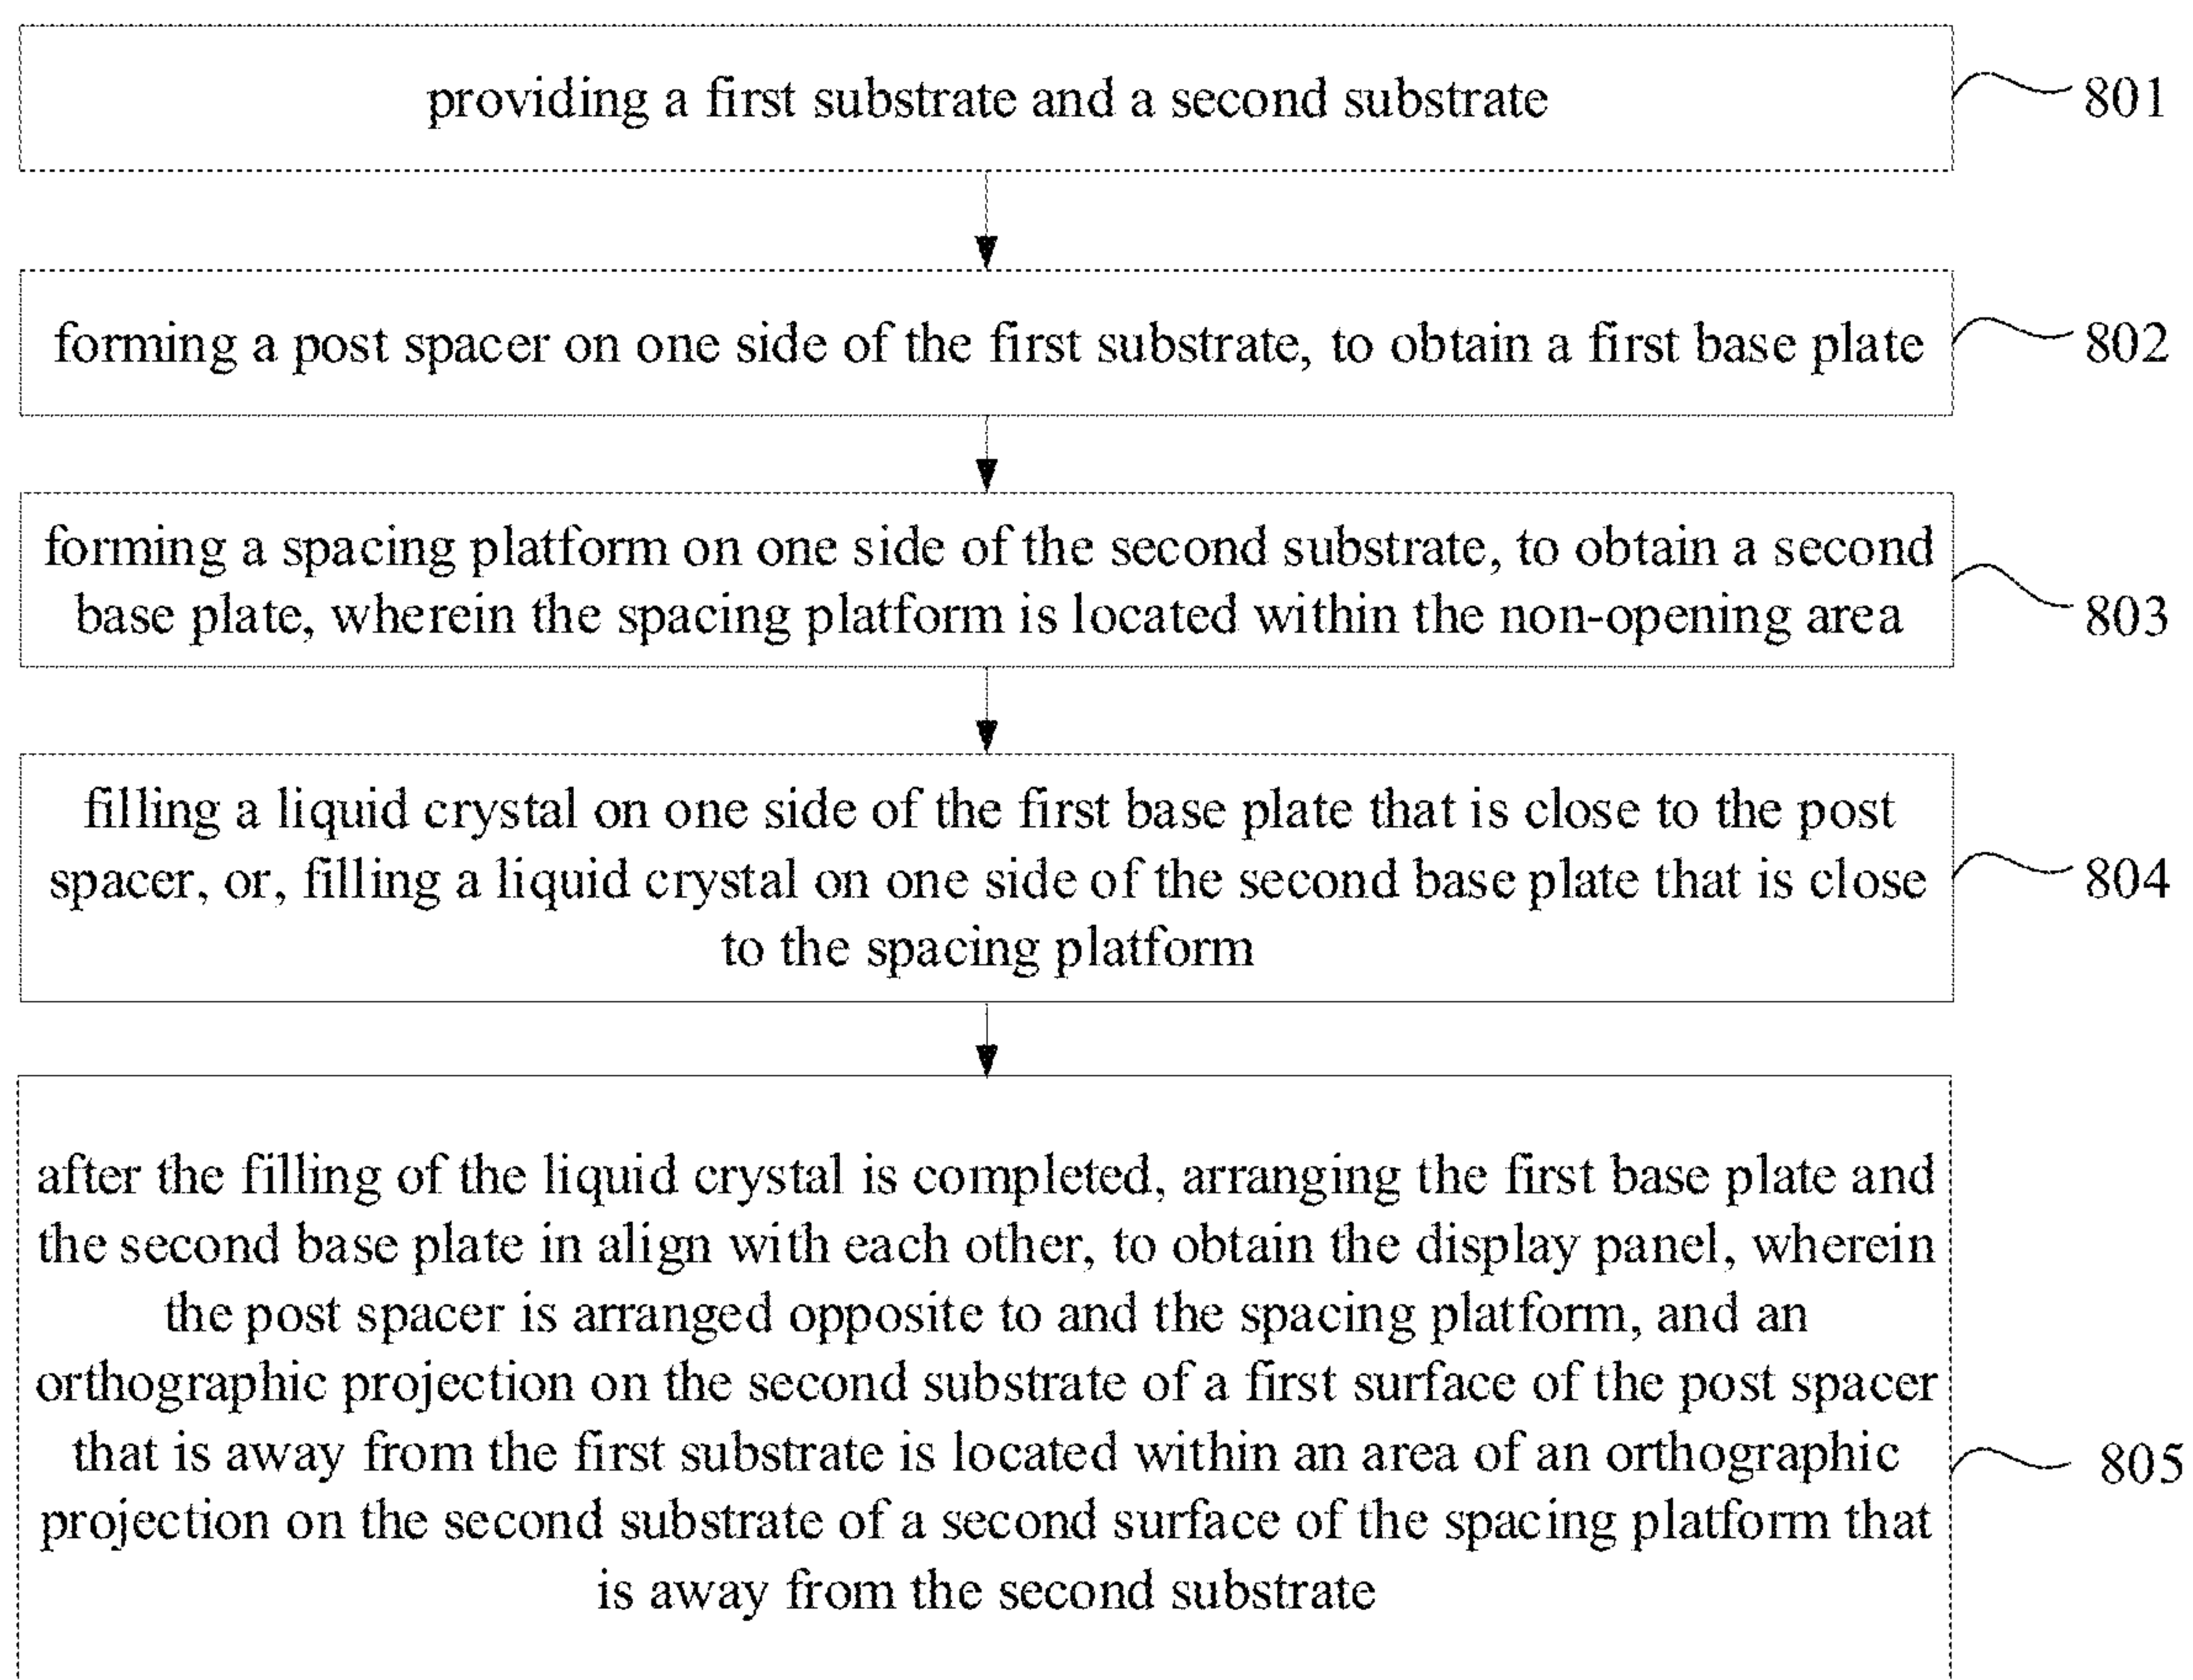 providing a first substrate and a second substrate
801
forming a post spacer on one side of the first substrate, to obtain a first base plate
802
forming a spacing platform on one side of the second substrate, to obtain a second
base plate, wherein the spacing platform is located within the non-opening area
803
filling a liquid crystal on one side of the first base plate that is close to the post
spacer, or, filling a liquid crystal on one side of the second base plate that is close
to the spacing platform
804
after the filling of the liquid crystal is completed, arranging the first base plate and
the second base plate in align with each other, to obtain the display panel, wherein
the post spacer is arranged opposite to and the spacing platform, and an
orthographic projection on the second substrate of a first surface of the post spacer
that is away from the first substrate is located within an area of an orthographic
projection on the second substrate of a second surface of the spacing platform that
is away from the second substrate
805